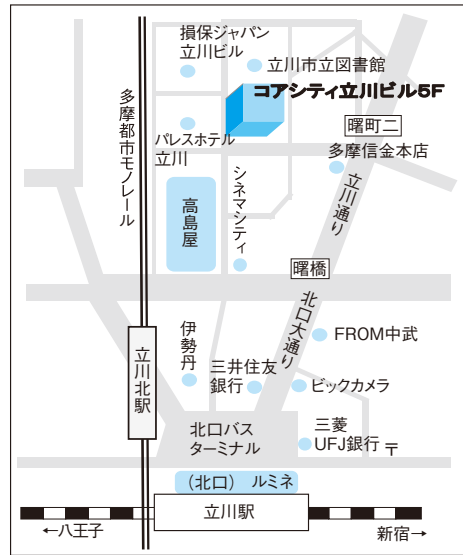 損保ジャパン
立川ビル
立川市立図書館
コアシティ立川ビル5F
多摩都市モノレール
曙町二
パレスホテル
立川
多摩信金本店
シネマシティ
立川通り
高島屋
曙橋
北口大通り
FROM中武
伊勢丹
三井住友
銀行
ビックカメラ
立川北駅
北口バス
ターミナル
三菱
UFJ銀行 〒
(北口) ルミネ
立川駅
←八王子
新宿→